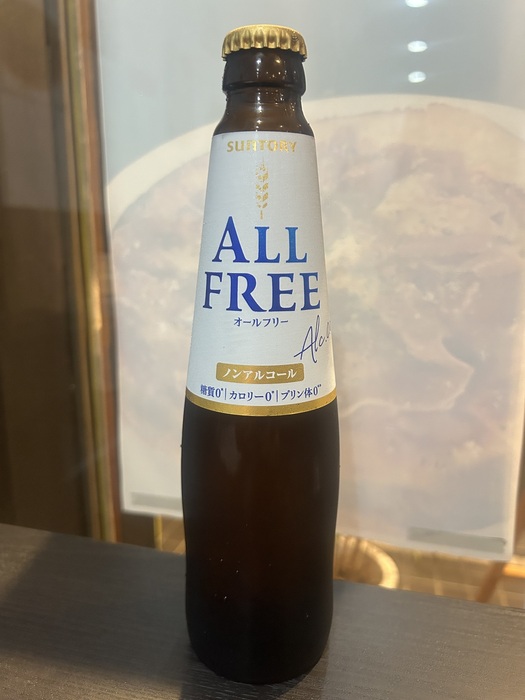 SUNTORY
ALL
FREE
オールフリー
Alc.
ノンアルコール
糖質0*|カロリー0*|プリン体0**